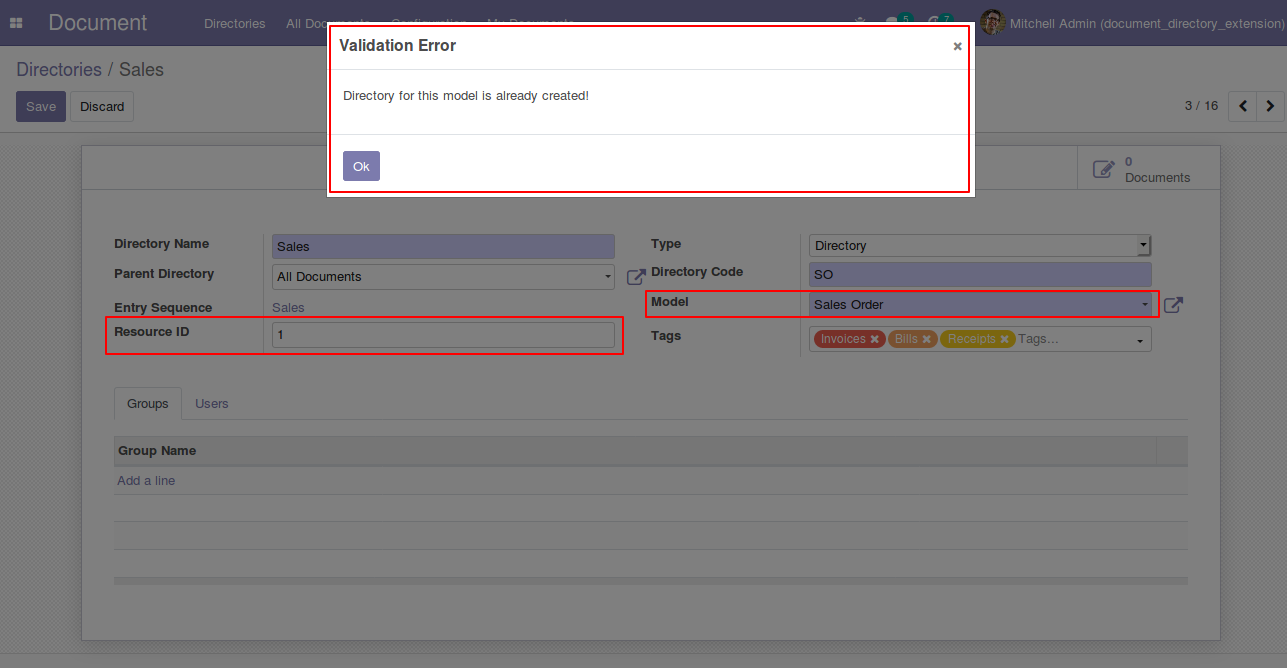 Document
Directories All Documents Configuration My Documents 5 7 Mitchell Admin (document_directory_extension)
Validation Error ×
Directory for this model is already created!
Ok
Directories / Sales
Save Discard 3 / 16
0
Documents
Directory Name Sales Type Directory
Parent Directory All Documents Directory Code SO
Entry Sequence Sales Model Sales Order
Resource ID 1 Tags Invoices × Bills × Receipts × Tags...
Groups Users
Group Name
Add a line